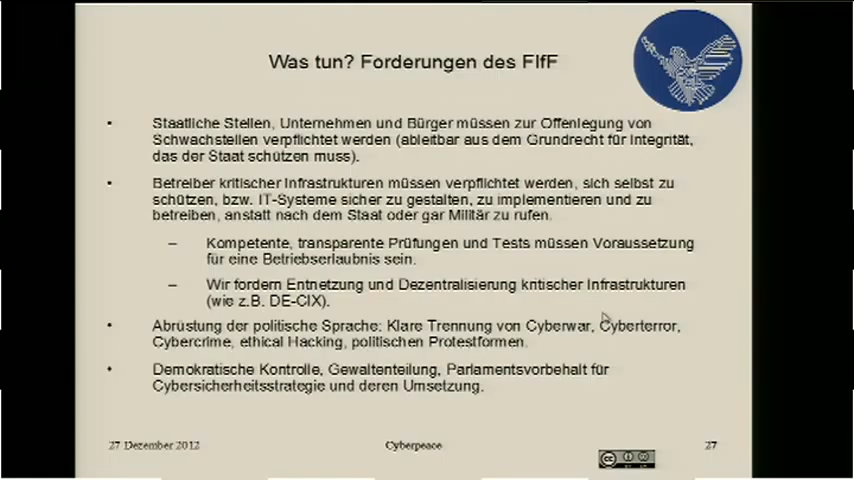 Was tun? Forderungen des FIfF
• Staatliche Stellen, Unternehmen und Bürger müssen zur Offenlegung von
Schwachstellen verpflichtet werden (ableitbar aus dem Grundrecht für Integrität,
das der Staat schützen muss).
• Betreiber kritischer Infrastrukturen müssen verpflichtet werden, sich selbst zu
schützen, bzw. IT-Systeme sicher zu gestalten, zu implementieren und zu
betreiben, anstatt nach dem Staat oder gar Militär zu rufen.
– Kompetente, transparente Prüfungen und Tests müssen Voraussetzung
für eine Betriebserlaubnis sein.
– Wir fordern Entnetzung und Dezentralisierung kritischer Infrastrukturen
(wie z.B. DE-CIX).
• Abrüstung der politische Sprache: Klare Trennung von Cyberwar, Cyberterror,
Cybercrime, ethical Hacking, politischen Protestformen.
• Demokratische Kontrolle, Gewaltenteilung, Parlamentsvorbehalt für
Cybersicherheitsstrategie und deren Umsetzung.
27 Dezember 2012 Cyberpeace 27
cc